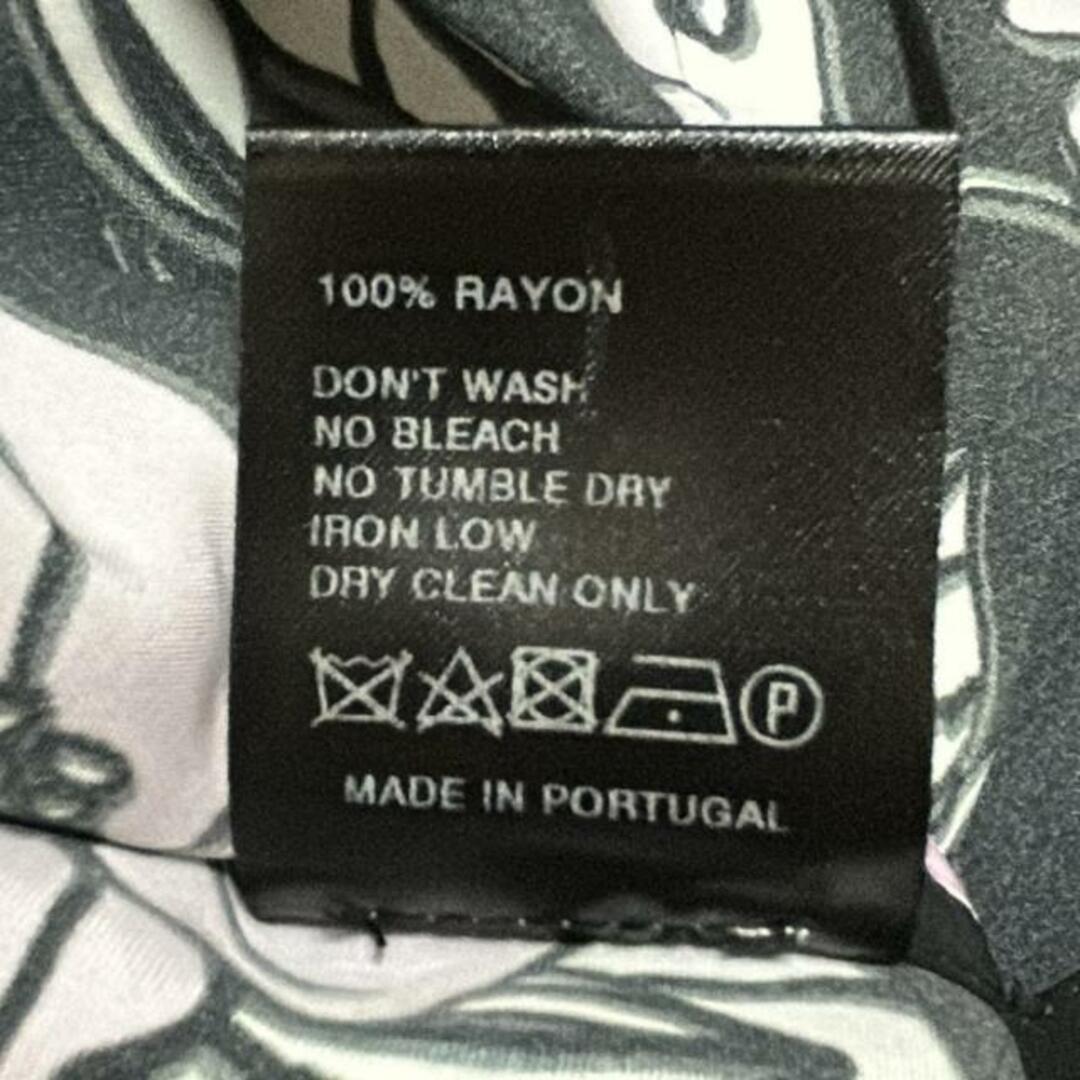 100% RAYON
DON'T WASH
NO BLEACH
NO TUMBLE DRY
IRON LOW
DRY CLEAN ONLY
P
MADE IN PORTUGAL